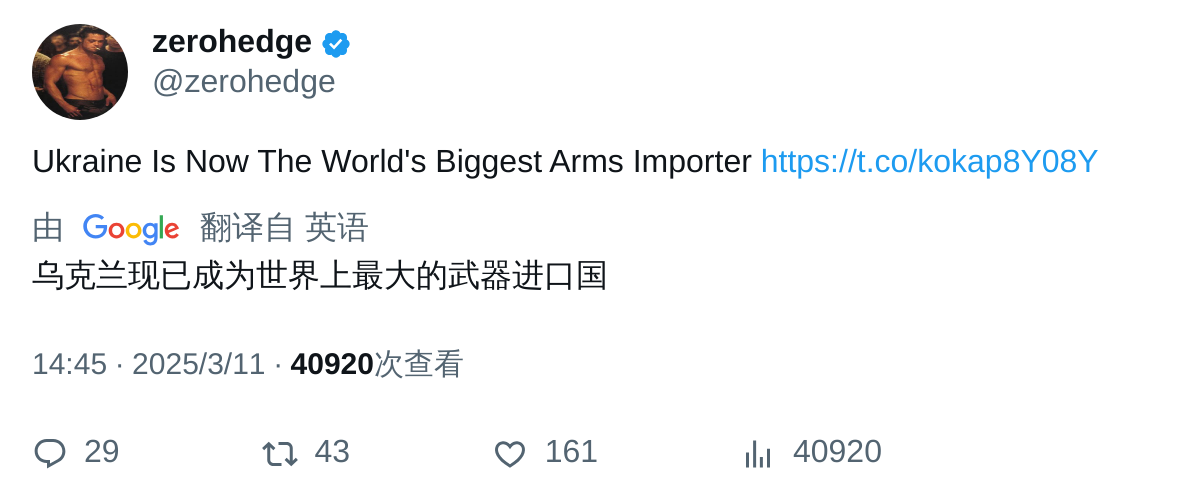 zerohedge
@zerohedge
Ukraine Is Now The World's Biggest Arms Importer https://t.co/kokap8Y08Y
由 Google 翻译自 英语
乌克兰现已成为世界上最大的武器进口国
14:45 · 2025/3/11 · 40920次查看
29 43 161 40920